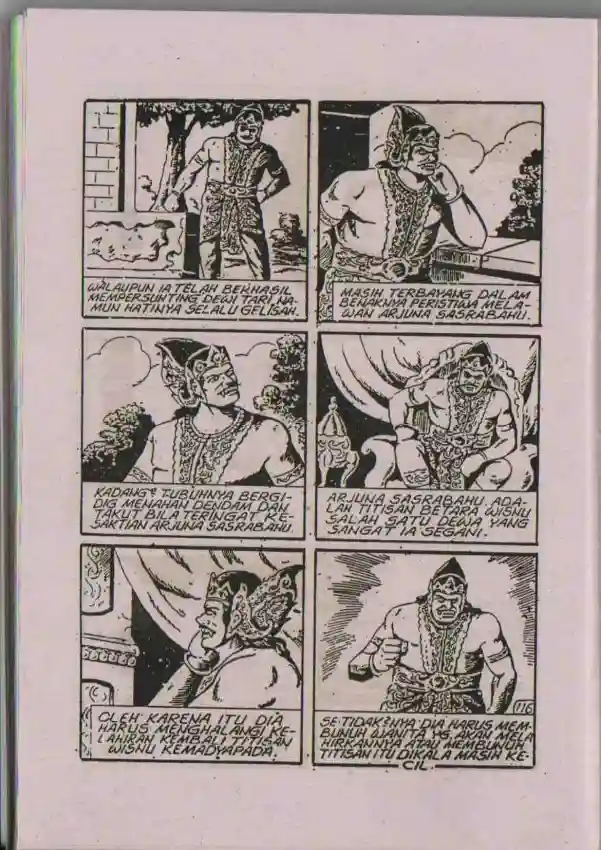 WALAUPUN IA TELAH BERHASIL
MEMPERSUNTING DEWI TARI NA-
MUN HATINYA SELALU GELISAH.
MASIH TERBAYANG DALAM
BENAKNYA PERISTIWA MELA-
WAN ARJUNA SASRABAHU.
KADANG² TUBUHNYA BERGI-
DIG MENAHAN DENDAM DAN
TAKUT BILA TERINGAT KE-
SAKTIAN ARJUNA SASRABAHU.
ARJUNA SASRABAHU. ADA-
LAH TITISAN BETARA WISNU
SALAH SATU DEWA YANG
SANGAT IA SEGANI.
OLEH KARENA ITU DIA
HARUS MENGHALANGI KE-
LAHIRAN KEMBALI TITISAN
WISNU KEMADYAPADA.
116
SETIDAK²NYA DIA HARUS MEM-
BUNUH WANITA YG. AKAN MELA
HIRKANNYA ATAU MEMBUNUH
TITISAN ITU DIKALA MASIH KE-
CIL.